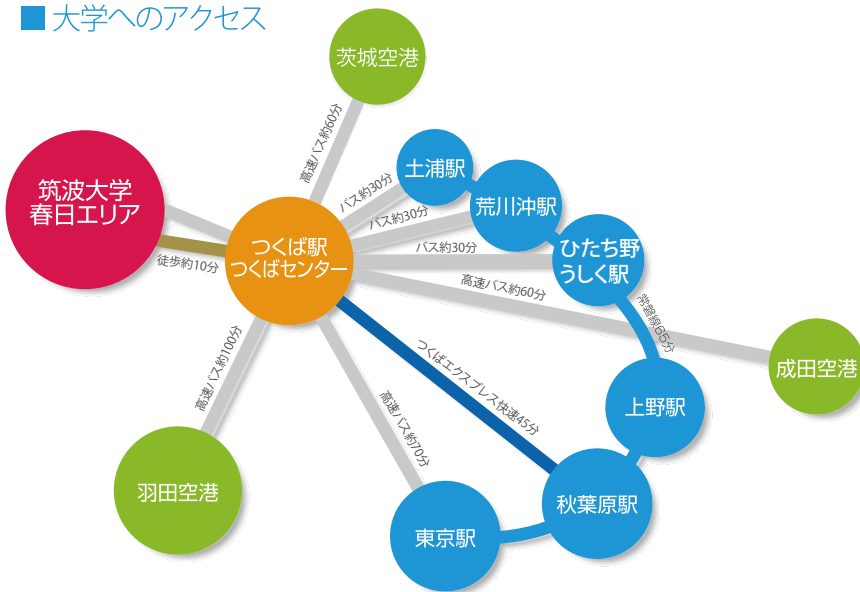 大学へのアクセス
茨城空港
高速バス約60分
土浦駅
バス約30分
荒川沖駅
バス約30分
筑波大学
春日エリア
つくば駅
つくばセンター
バス約30分
ひたち野
うしく駅
徒歩約10分
高速バス約60分
常磐線65分
成田空港
高速バス約100分
つくばエクスプレス快速45分
高速バス約70分
上野駅
羽田空港
秋葉原駅
東京駅